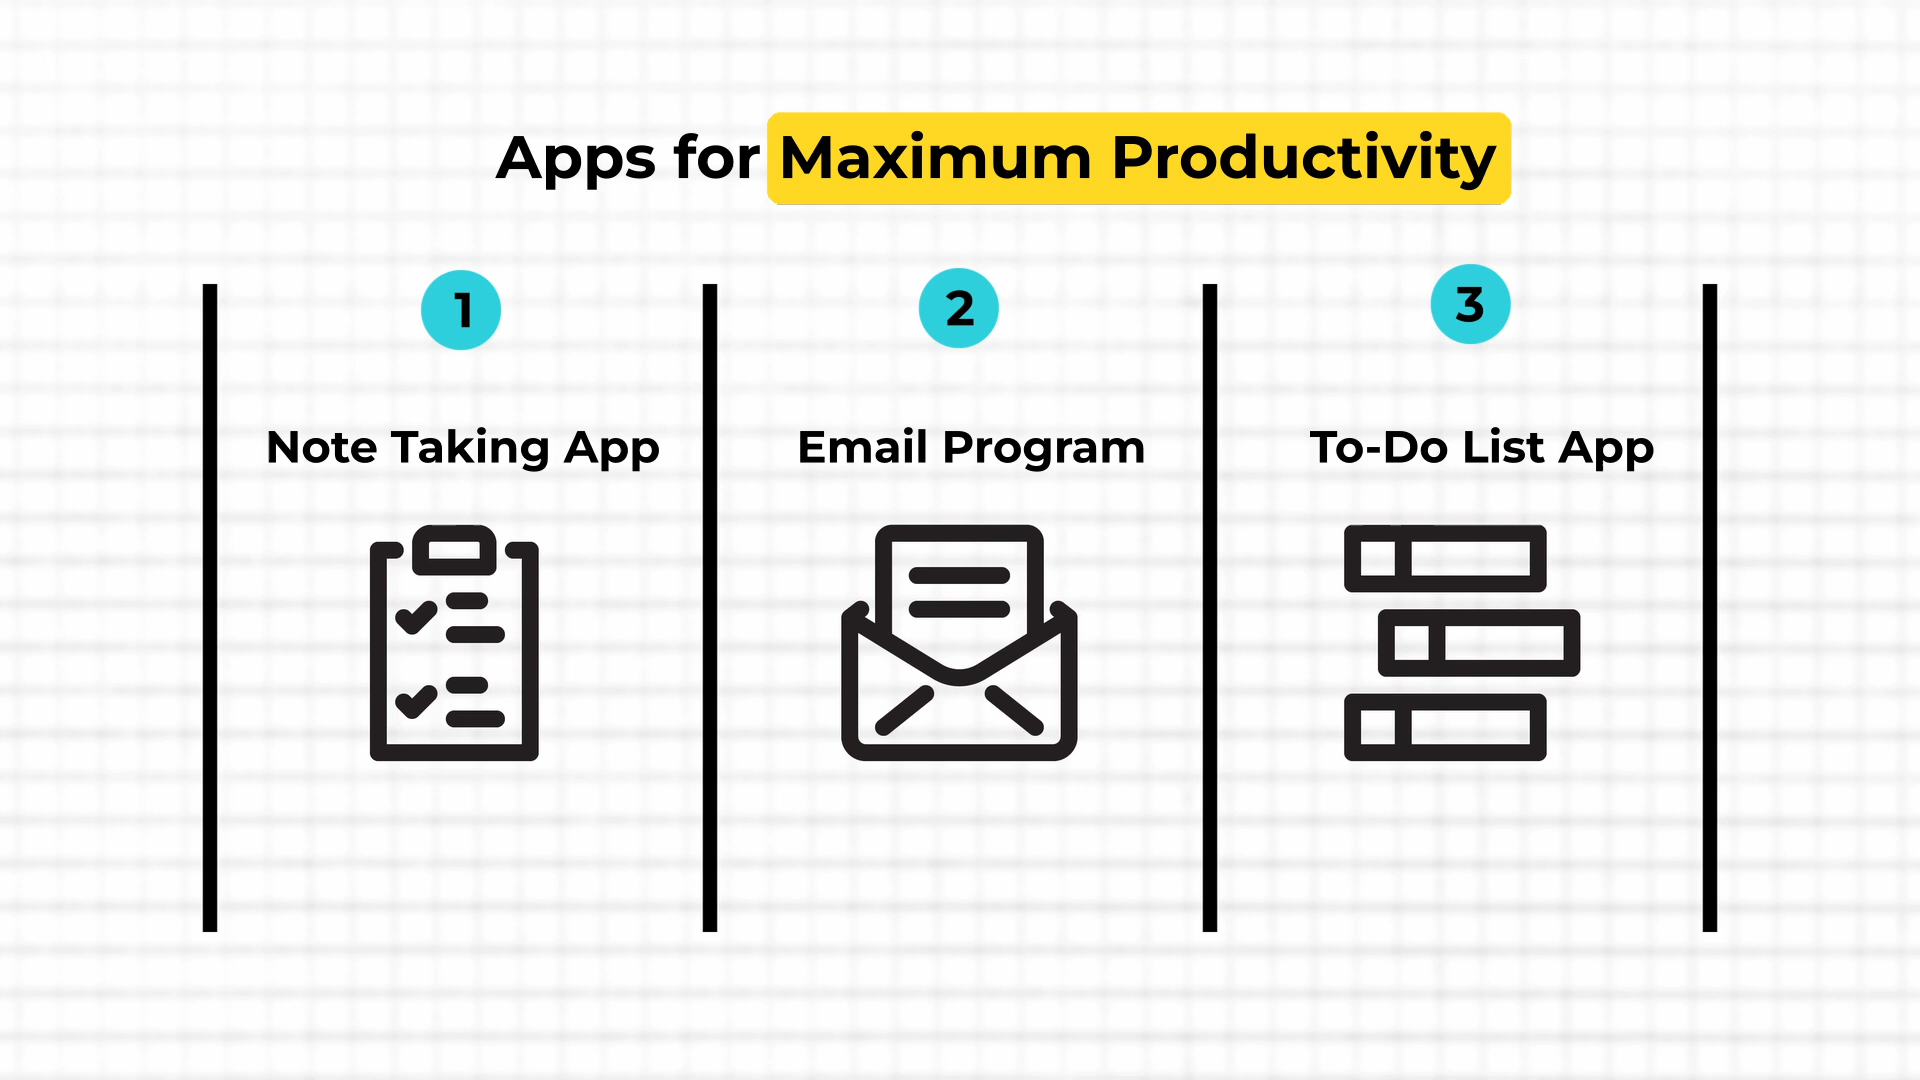 Apps for Maximum Productivity
1
2
3
Note Taking App
Email Program
To-Do List App